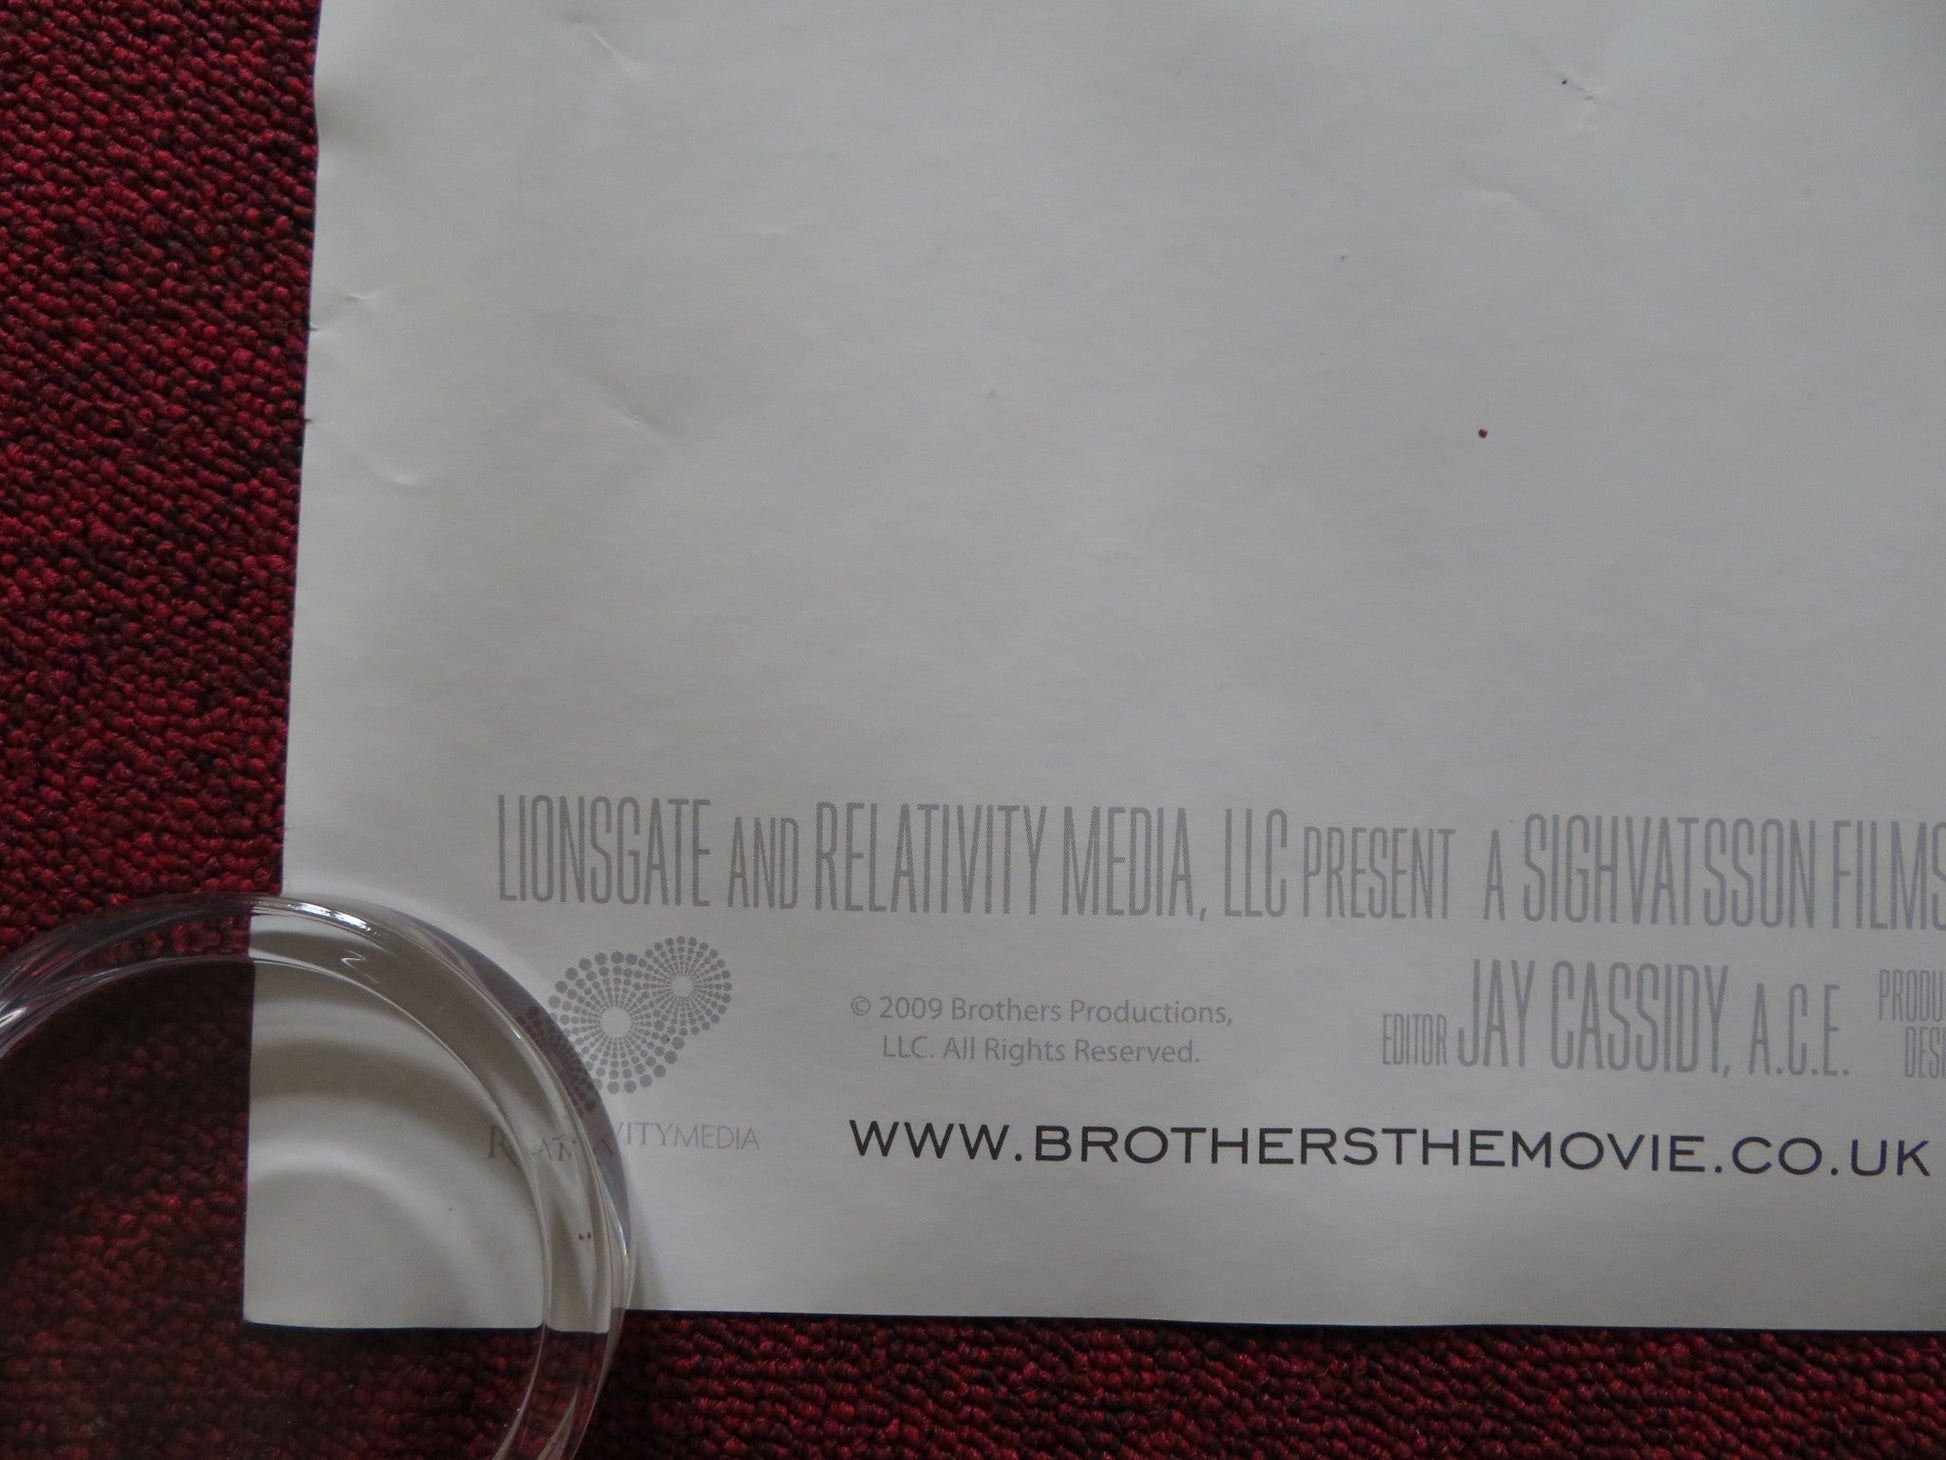 LIONSGATE AND RELATIVITY MEDIA, LLC PRESENT A SIGHVATSSON FILMS
EDITOR JAY CASSIDY, A.C.E.
© 2009 Brothers Productions,
LLC. All Rights Reserved.
RELATIVITYMEDIA
WWW.BROTHERSTHEMOVIE.CO.UK